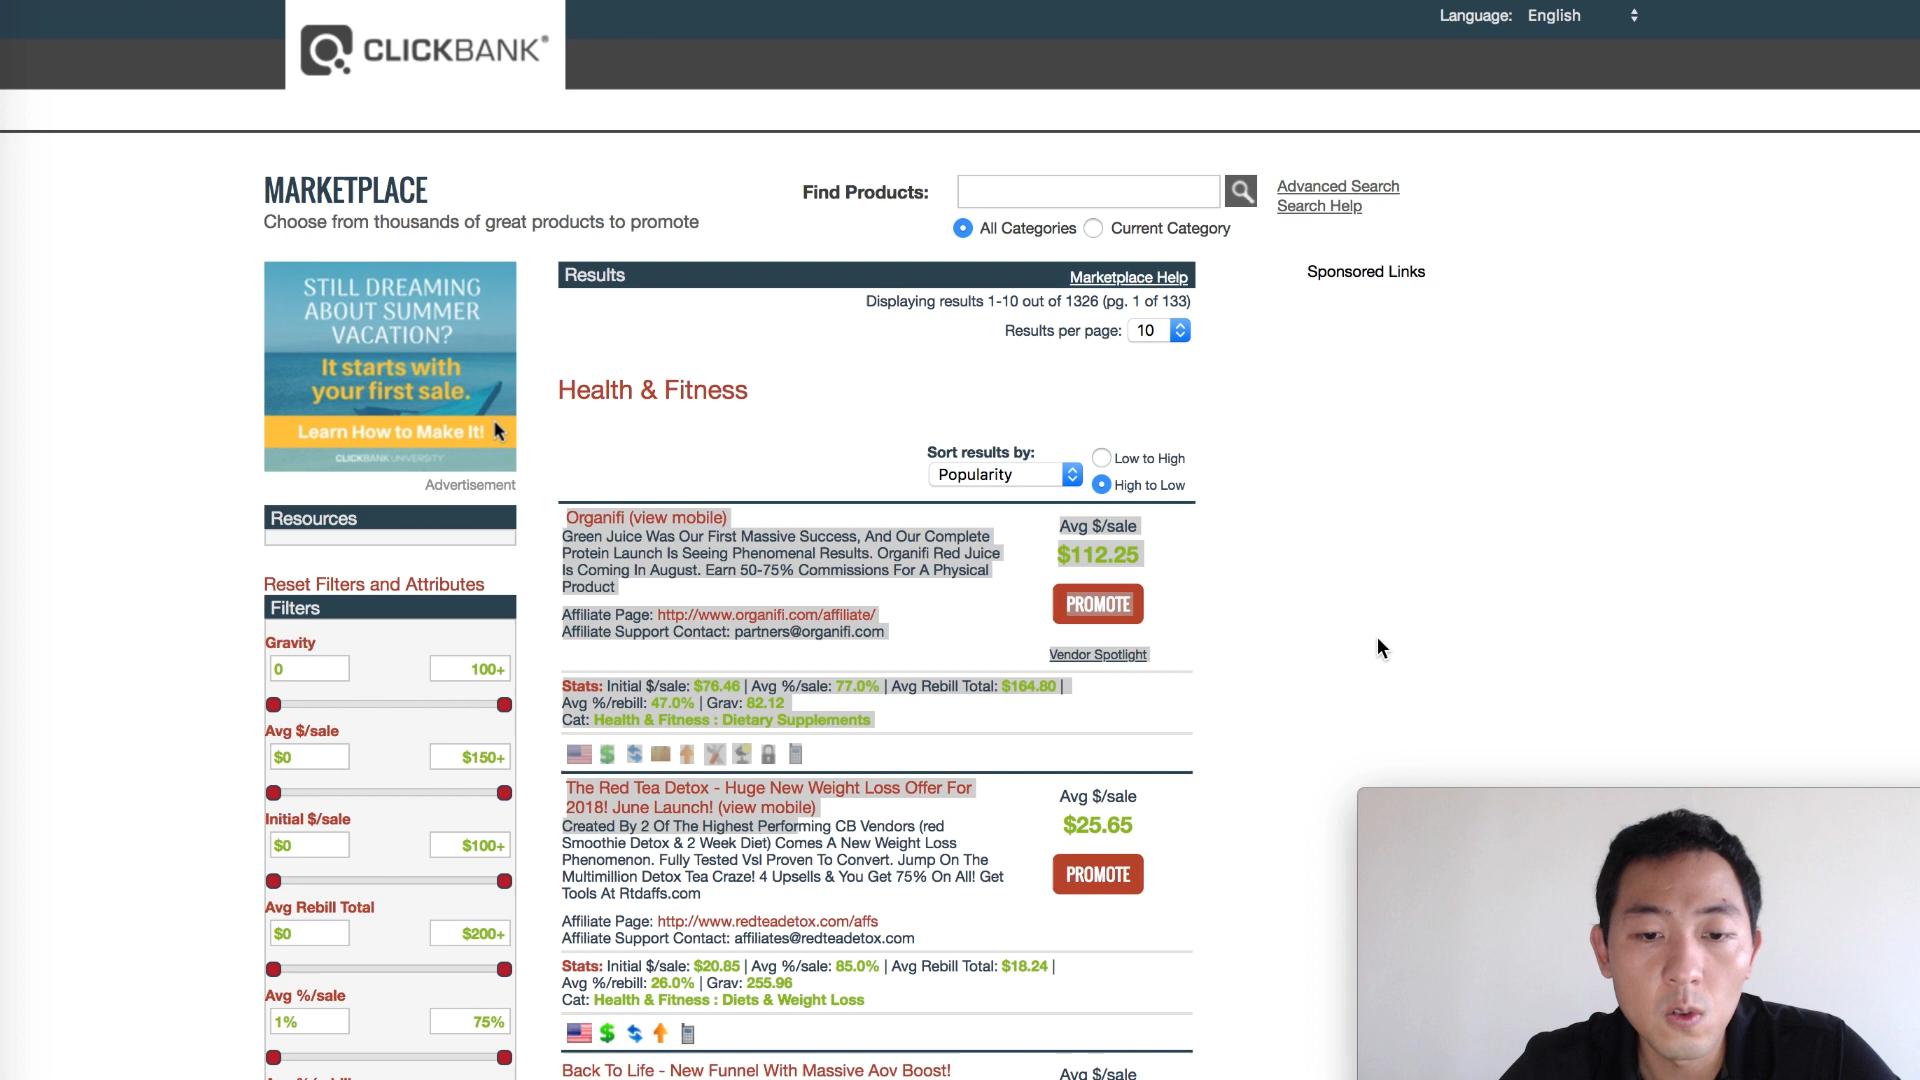 Language: English
CLICKBANK®
MARKETPLACE
Choose from thousands of great products to promote
Find Products:
Advanced Search
Search Help
All Categories Current Category
STILL DREAMING
ABOUT SUMMER
VACATION?
It starts with
your first sale.
Learn How to Make It!
CLICKBANK UNIVERSITY
Advertisement
Resources
Reset Filters and Attributes
Filters
Gravity
0 100+
Avg $/sale
$0 $150+
Initial $/sale
$0 $100+
Avg Rebill Total
$0 $200+
Avg %/sale
1% 75%
Results Marketplace Help
Displaying results 1-10 out of 1326 (pg. 1 of 133)
Results per page: 10
Health & Fitness
Sort results by:
Popularity
Low to High
High to Low
Organifi (view mobile)
Green Juice Was Our First Massive Success, And Our Complete
Protein Launch Is Seeing Phenomenal Results. Organifi Red Juice
Is Coming In August. Earn 50-75% Commissions For A Physical
Product
Affiliate Page: http://www.organifi.com/affiliate/
Affiliate Support Contact: partners@organifi.com
Avg $/sale
$112.25
PROMOTE
Vendor Spotlight
Stats: Initial $/sale: $76.46 | Avg %/sale: 77.0% | Avg Rebill Total: $164.80 |
Avg %/rebill: 47.0% | Grav: 82.12
Cat: Health & Fitness : Dietary Supplements
The Red Tea Detox - Huge New Weight Loss Offer For
2018! June Launch! (view mobile)
Created By 2 Of The Highest Performing CB Vendors (red
Smoothie Detox & 2 Week Diet) Comes A New Weight Loss
Phenomenon. Fully Tested Vsl Proven To Convert. Jump On The
Multimillion Detox Tea Craze! 4 Upsells & You Get 75% On All! Get
Tools At Rtdaffs.com
Affiliate Page: http://www.redteadetox.com/affs
Affiliate Support Contact: affiliates@redteadetox.com
Avg $/sale
$25.65
PROMOTE
Stats: Initial $/sale: $20.85 | Avg %/sale: 85.0% | Avg Rebill Total: $18.24 |
Avg %/rebill: 26.0% | Grav: 255.96
Cat: Health & Fitness : Diets & Weight Loss
Back To Life - New Funnel With Massive Aov Boost!
Avg $/sale
Sponsored Links